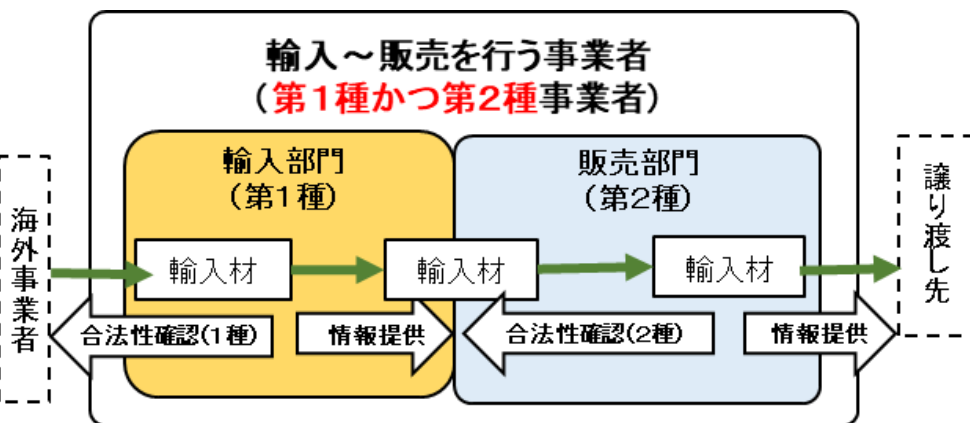 輸入～販売を行う事業者
（第１種かつ第２種事業者）
輸入部門
（第１種）
販売部門
（第２種）
海外事業者
輸入材
輸入材
輸入材
譲り渡し先
合法性確認(１種)
情報提供
合法性確認(２種)
情報提供